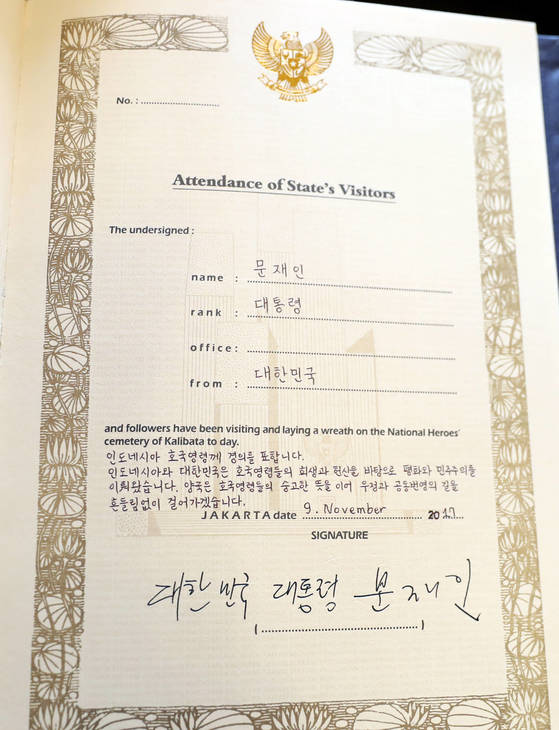 No. : ..............................
Attendance of State's Visitors
The undersigned :
name : 문재인
rank : 대통령
office :
from : 대한민국
and followers have been visiting and laying a wreath on the National Heroes'
cemetery of Kalibata to day.
인도네시아 호국영령께 경의를 표합니다.
인도네시아와 대한민국은 호국영령들의 희생과 헌신을 바탕으로 평화와 민주주의를
이뤄왔습니다. 양국은 호국영령들의 숭고한 뜻을 이어 우정과 공동번영의 길을
흔들림없이 걸어가겠습니다.
JAKARTA date 9. November 2017
SIGNATURE
대한민국 대통령 문재인
(..............................)